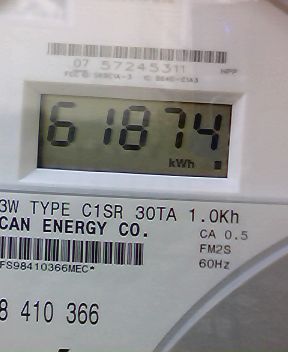 07 57245311
61874
kWh
3W TYPE C1SR 30TA 1.0Kh
CAN ENERGY CO.
CA 0.5
FM2S
60Hz
FS98410366MEC*
8 410 366